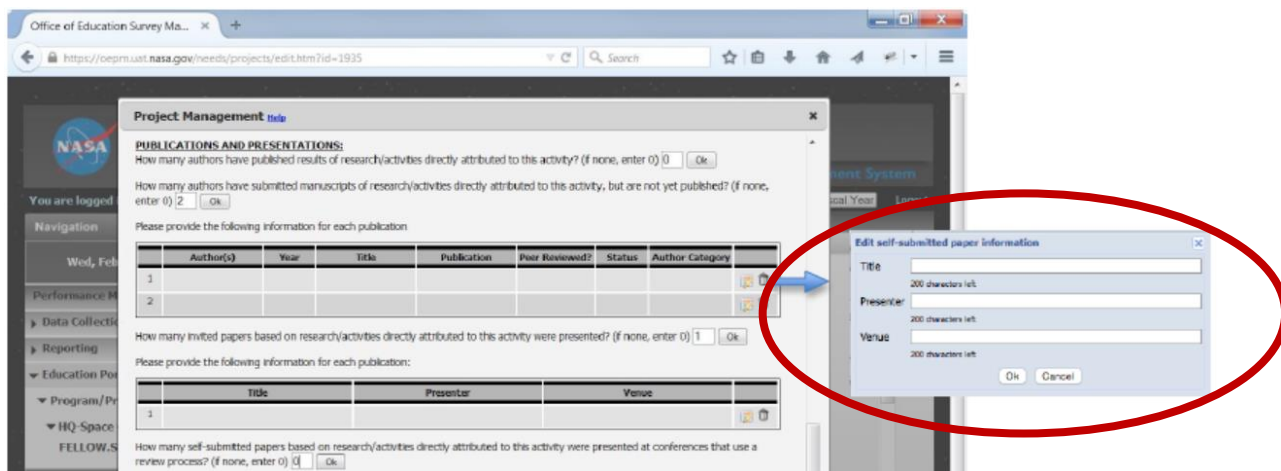 Office of Education Survey Ma...
https://oeprn.uat.nasa.gov/needs/projects/edit.htm?id=1935
Search
NASA
Project Management Help
PUBLICATIONS AND PRESENTATIONS:
How many authors have published results of research/activities directly attributed to this activity? (if none, enter 0) 0 Ok
How many authors have submitted manuscripts of research/activities directly attributed to this activity, but are not yet published? (if none,
enter 0) 2 Ok
Please provide the following information for each publication
Author(s) Year Title Publication Peer Reviewed? Status Author Category
1
2
How many invited papers based on research/activities directly attributed to this activity were presented? (if none, enter 0) 1 Ok
Please provide the following information for each publication:
Title Presenter Venue
1
How many self-submitted papers based on research/activities directly attributed to this activity were presented at conferences that use a
review process? (if none, enter 0) 0 Ok
You are logged
Navigation
Wed, Feb
Performance M
Data Collectio
Reporting
Education Por
Program/Pr
HQ-Space
FELLOW.S
ment System
scal Year
Edit self-submitted paper information
Title
200 characters left
Presenter
200 characters left
Venue
200 characters left
Ok Cancel